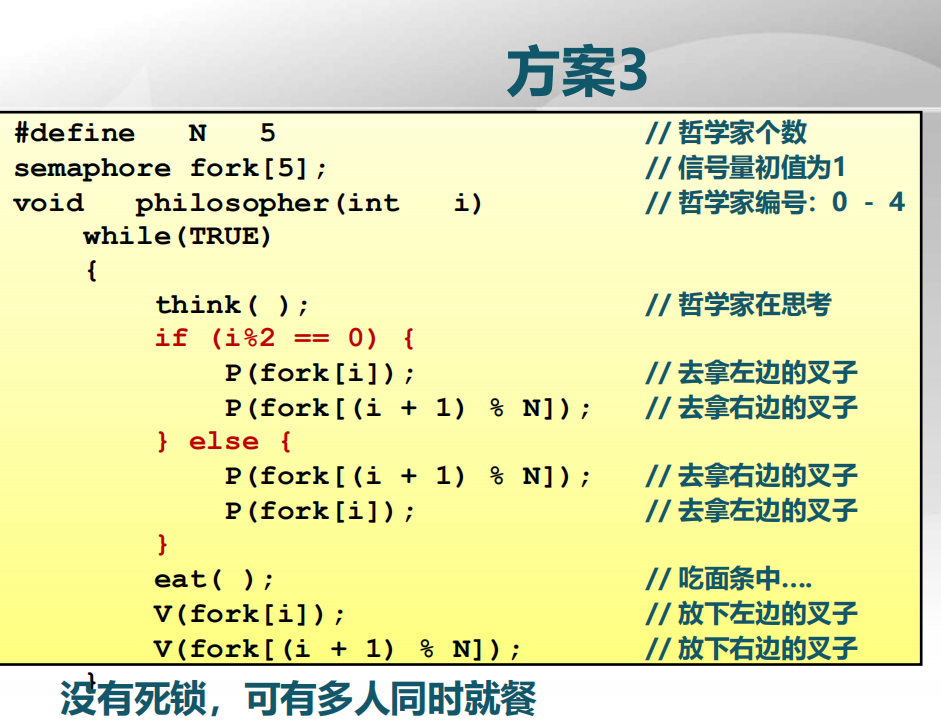 方案3
#define N 5 // 哲学家个数
semaphore fork[5]; // 信号量初值为1
void philosopher(int i) // 哲学家编号：0 - 4
while(TRUE)
{
think( ); // 哲学家在思考
if (i%2 == 0) {
P(fork[i]); // 去拿左边的叉子
P(fork[(i + 1) % N]); // 去拿右边的叉子
} else {
P(fork[(i + 1) % N]); // 去拿右边的叉子
P(fork[i]); // 去拿左边的叉子
}
eat( ); // 吃面条中….
V(fork[i]); // 放下左边的叉子
V(fork[(i + 1) % N]); // 放下右边的叉子
}
没有死锁，可有多人同时就餐